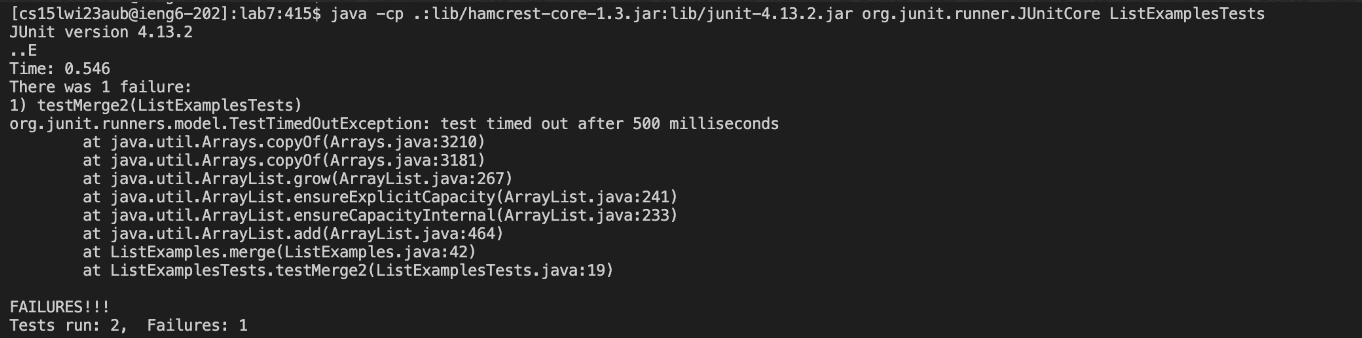 [cs15lwi23aub@ieng6-202]:lab7:415$ java -cp .:lib/hamcrest-core-1.3.jar:lib/junit-4.13.2.jar org.junit.runner.JUnitCore ListExamplesTests
JUnit version 4.13.2
..E
Time: 0.546
There was 1 failure:
1) testMerge2(ListExamplesTests)
org.junit.runners.model.TestTimedOutException: test timed out after 500 milliseconds
        at java.util.Arrays.copyOf(Arrays.java:3210)
        at java.util.Arrays.copyOf(Arrays.java:3181)
        at java.util.ArrayList.grow(ArrayList.java:267)
        at java.util.ArrayList.ensureExplicitCapacity(ArrayList.java:241)
        at java.util.ArrayList.ensureCapacityInternal(ArrayList.java:233)
        at java.util.ArrayList.add(ArrayList.java:464)
        at ListExamples.merge(ListExamples.java:42)
        at ListExamplesTests.testMerge2(ListExamplesTests.java:19)

FAILURES!!!
Tests run: 2,  Failures: 1